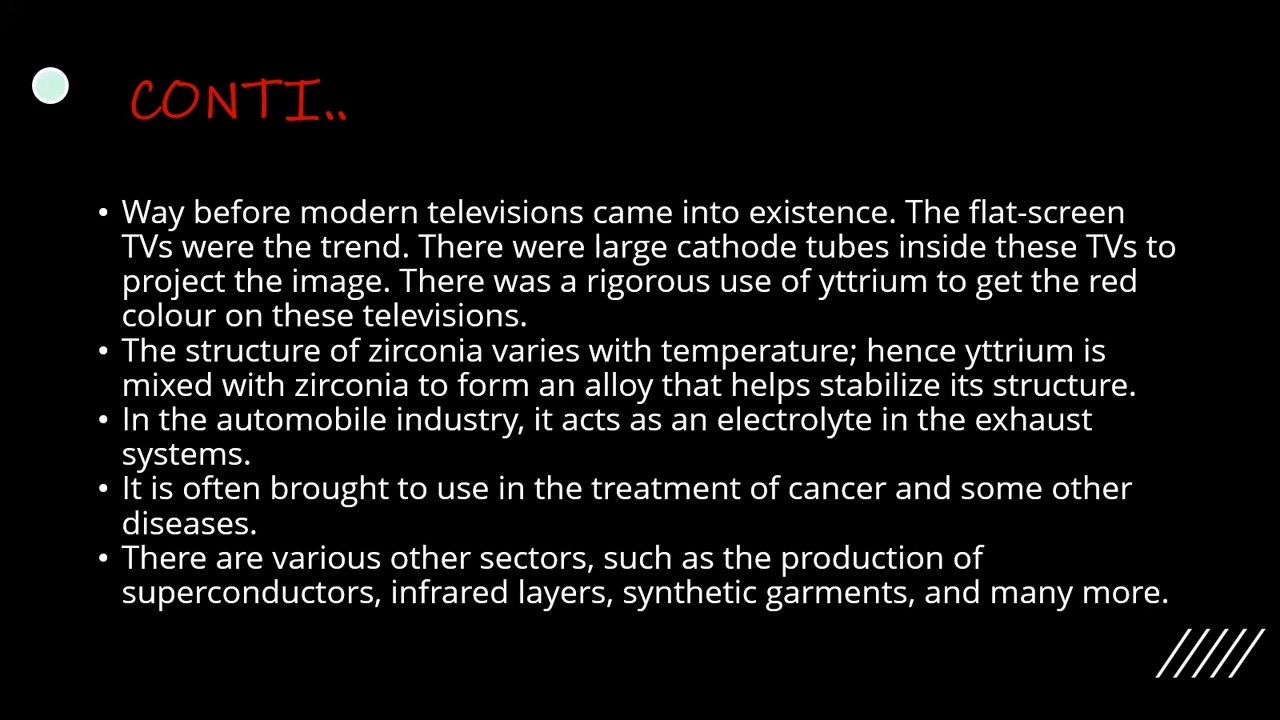 CONTI..
• Way before modern televisions came into existence. The flat-screen
TVs were the trend. There were large cathode tubes inside these TVs to
project the image. There was a rigorous use of yttrium to get the red
colour on these televisions.
• The structure of zirconia varies with temperature; hence yttrium is
mixed with zirconia to form an alloy that helps stabilize its structure.
• In the automobile industry, it acts as an electrolyte in the exhaust
systems.
• It is often brought to use in the treatment of cancer and some other
diseases.
• There are various other sectors, such as the production of
superconductors, infrared layers, synthetic garments, and many more.